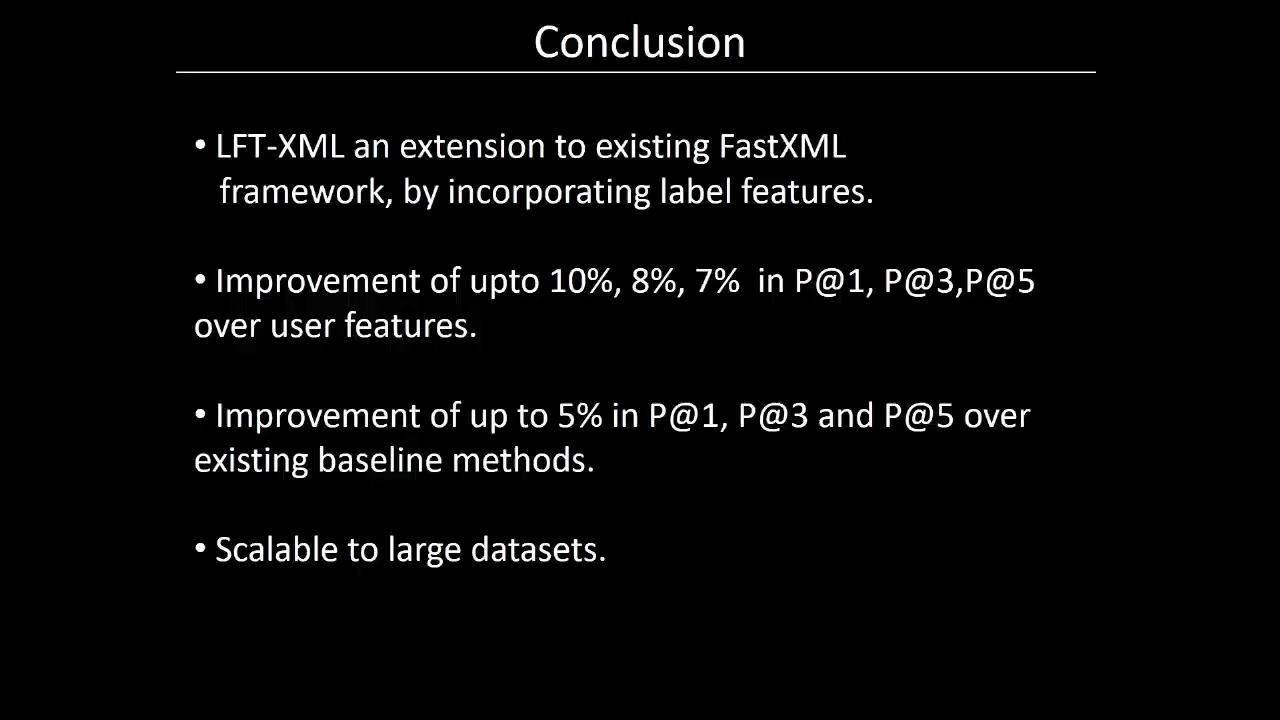 Conclusion
• LFT-XML an extension to existing FastXML
framework, by incorporating label features.
• Improvement of upto 10%, 8%, 7% in P@1, P@3,P@5
over user features.
• Improvement of up to 5% in P@1, P@3 and P@5 over
existing baseline methods.
• Scalable to large datasets.